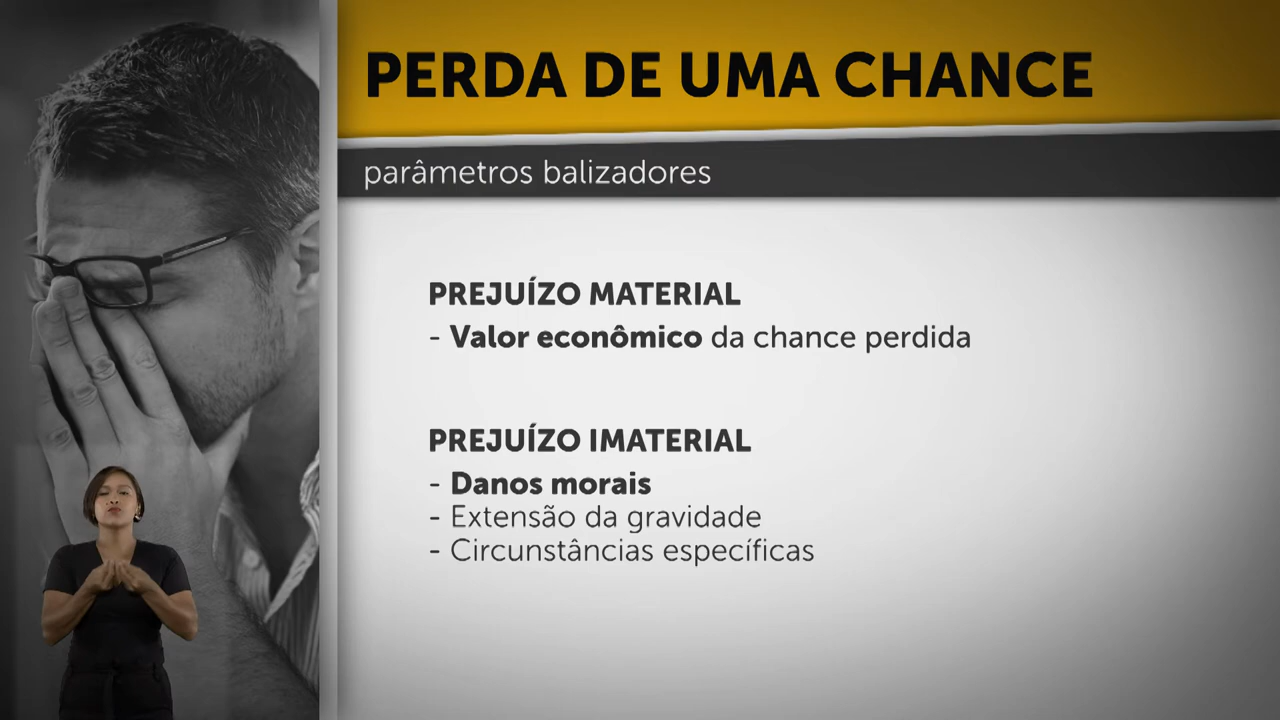 PERDA DE UMA CHANCE
parâmetros balizadores
PREJUÍZO MATERIAL
- Valor econômico da chance perdida
PREJUÍZO IMATERIAL
- Danos morais
- Extensão da gravidade
- Circunstâncias específicas